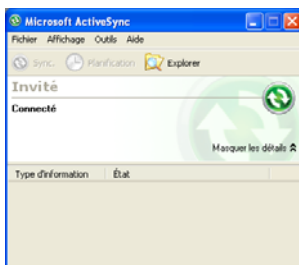 Microsoft ActiveSync
Fichier Affichage Outils Aide
Sync. Planification Explorer
Invité
Connecté
Masquer les détails
Type d'information État